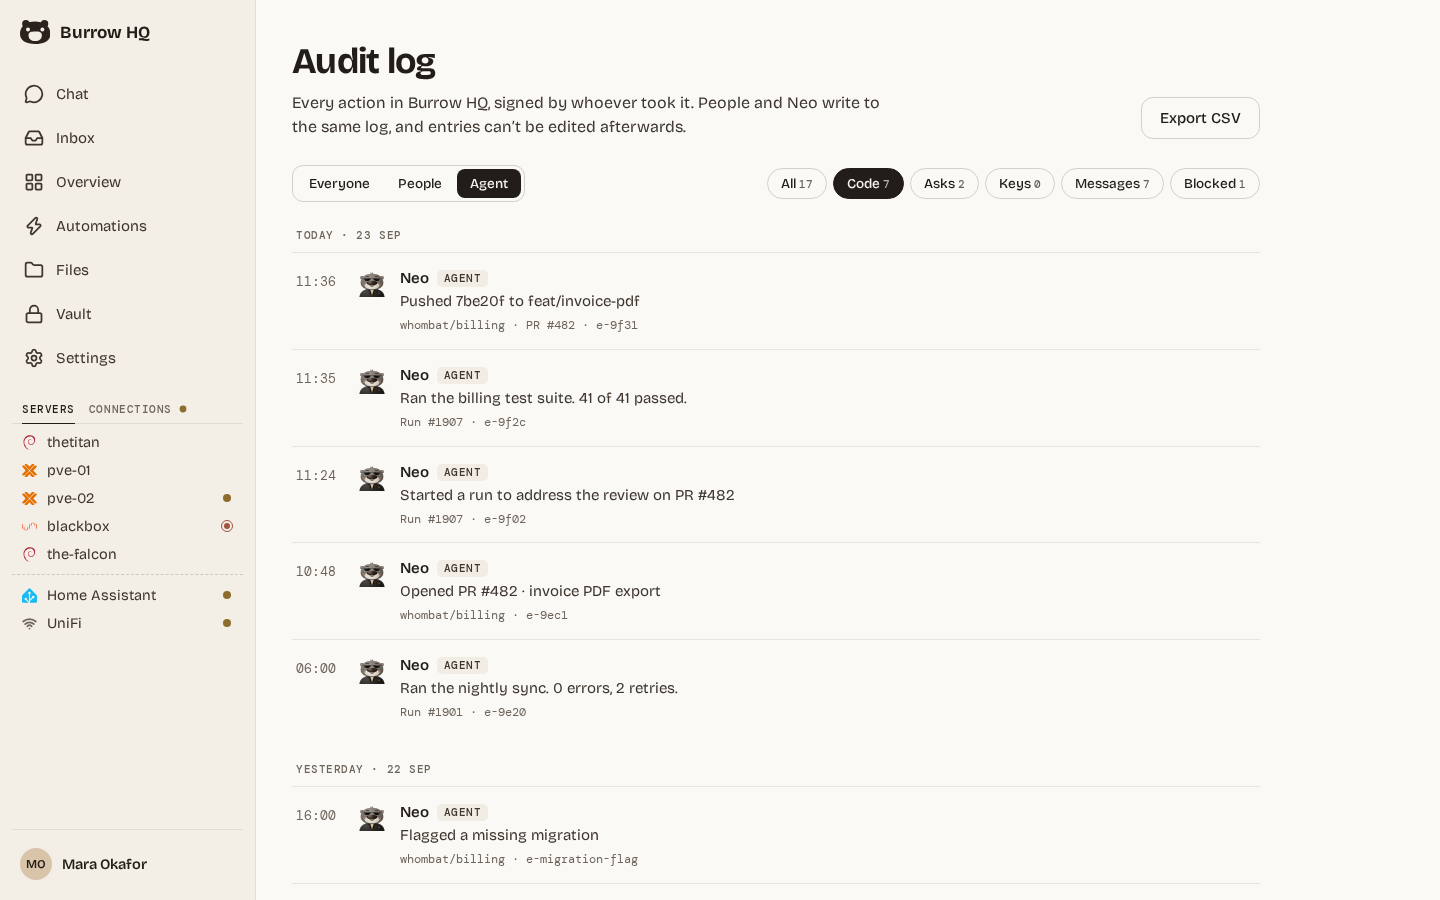 Burrow HQ
Chat
Inbox
Overview
Automations
Files
Vault
Settings
SERVERS CONNECTIONS
thetitan
pve-01
pve-02
blackbox
the-falcon
Home Assistant
UniFi
MO Mara Okafor
Audit log
Every action in Burrow HQ, signed by whoever took it. People and Neo write to
the same log, and entries can't be edited afterwards.
Export CSV
Everyone People Agent
All 17 Code 7 Asks 2 Keys 0 Messages 7 Blocked 1
TODAY · 23 SEP
11:36 Neo AGENT
Pushed 7be20f to feat/invoice-pdf
whombat/billing · PR #482 · e-9f31
11:35 Neo AGENT
Ran the billing test suite. 41 of 41 passed.
Run #1907 · e-9f2c
11:24 Neo AGENT
Started a run to address the review on PR #482
Run #1907 · e-9f02
10:48 Neo AGENT
Opened PR #482 · invoice PDF export
whombat/billing · e-9ec1
06:00 Neo AGENT
Ran the nightly sync. 0 errors, 2 retries.
Run #1901 · e-9e20
YESTERDAY · 22 SEP
16:00 Neo AGENT
Flagged a missing migration
whombat/billing · e-migration-flag